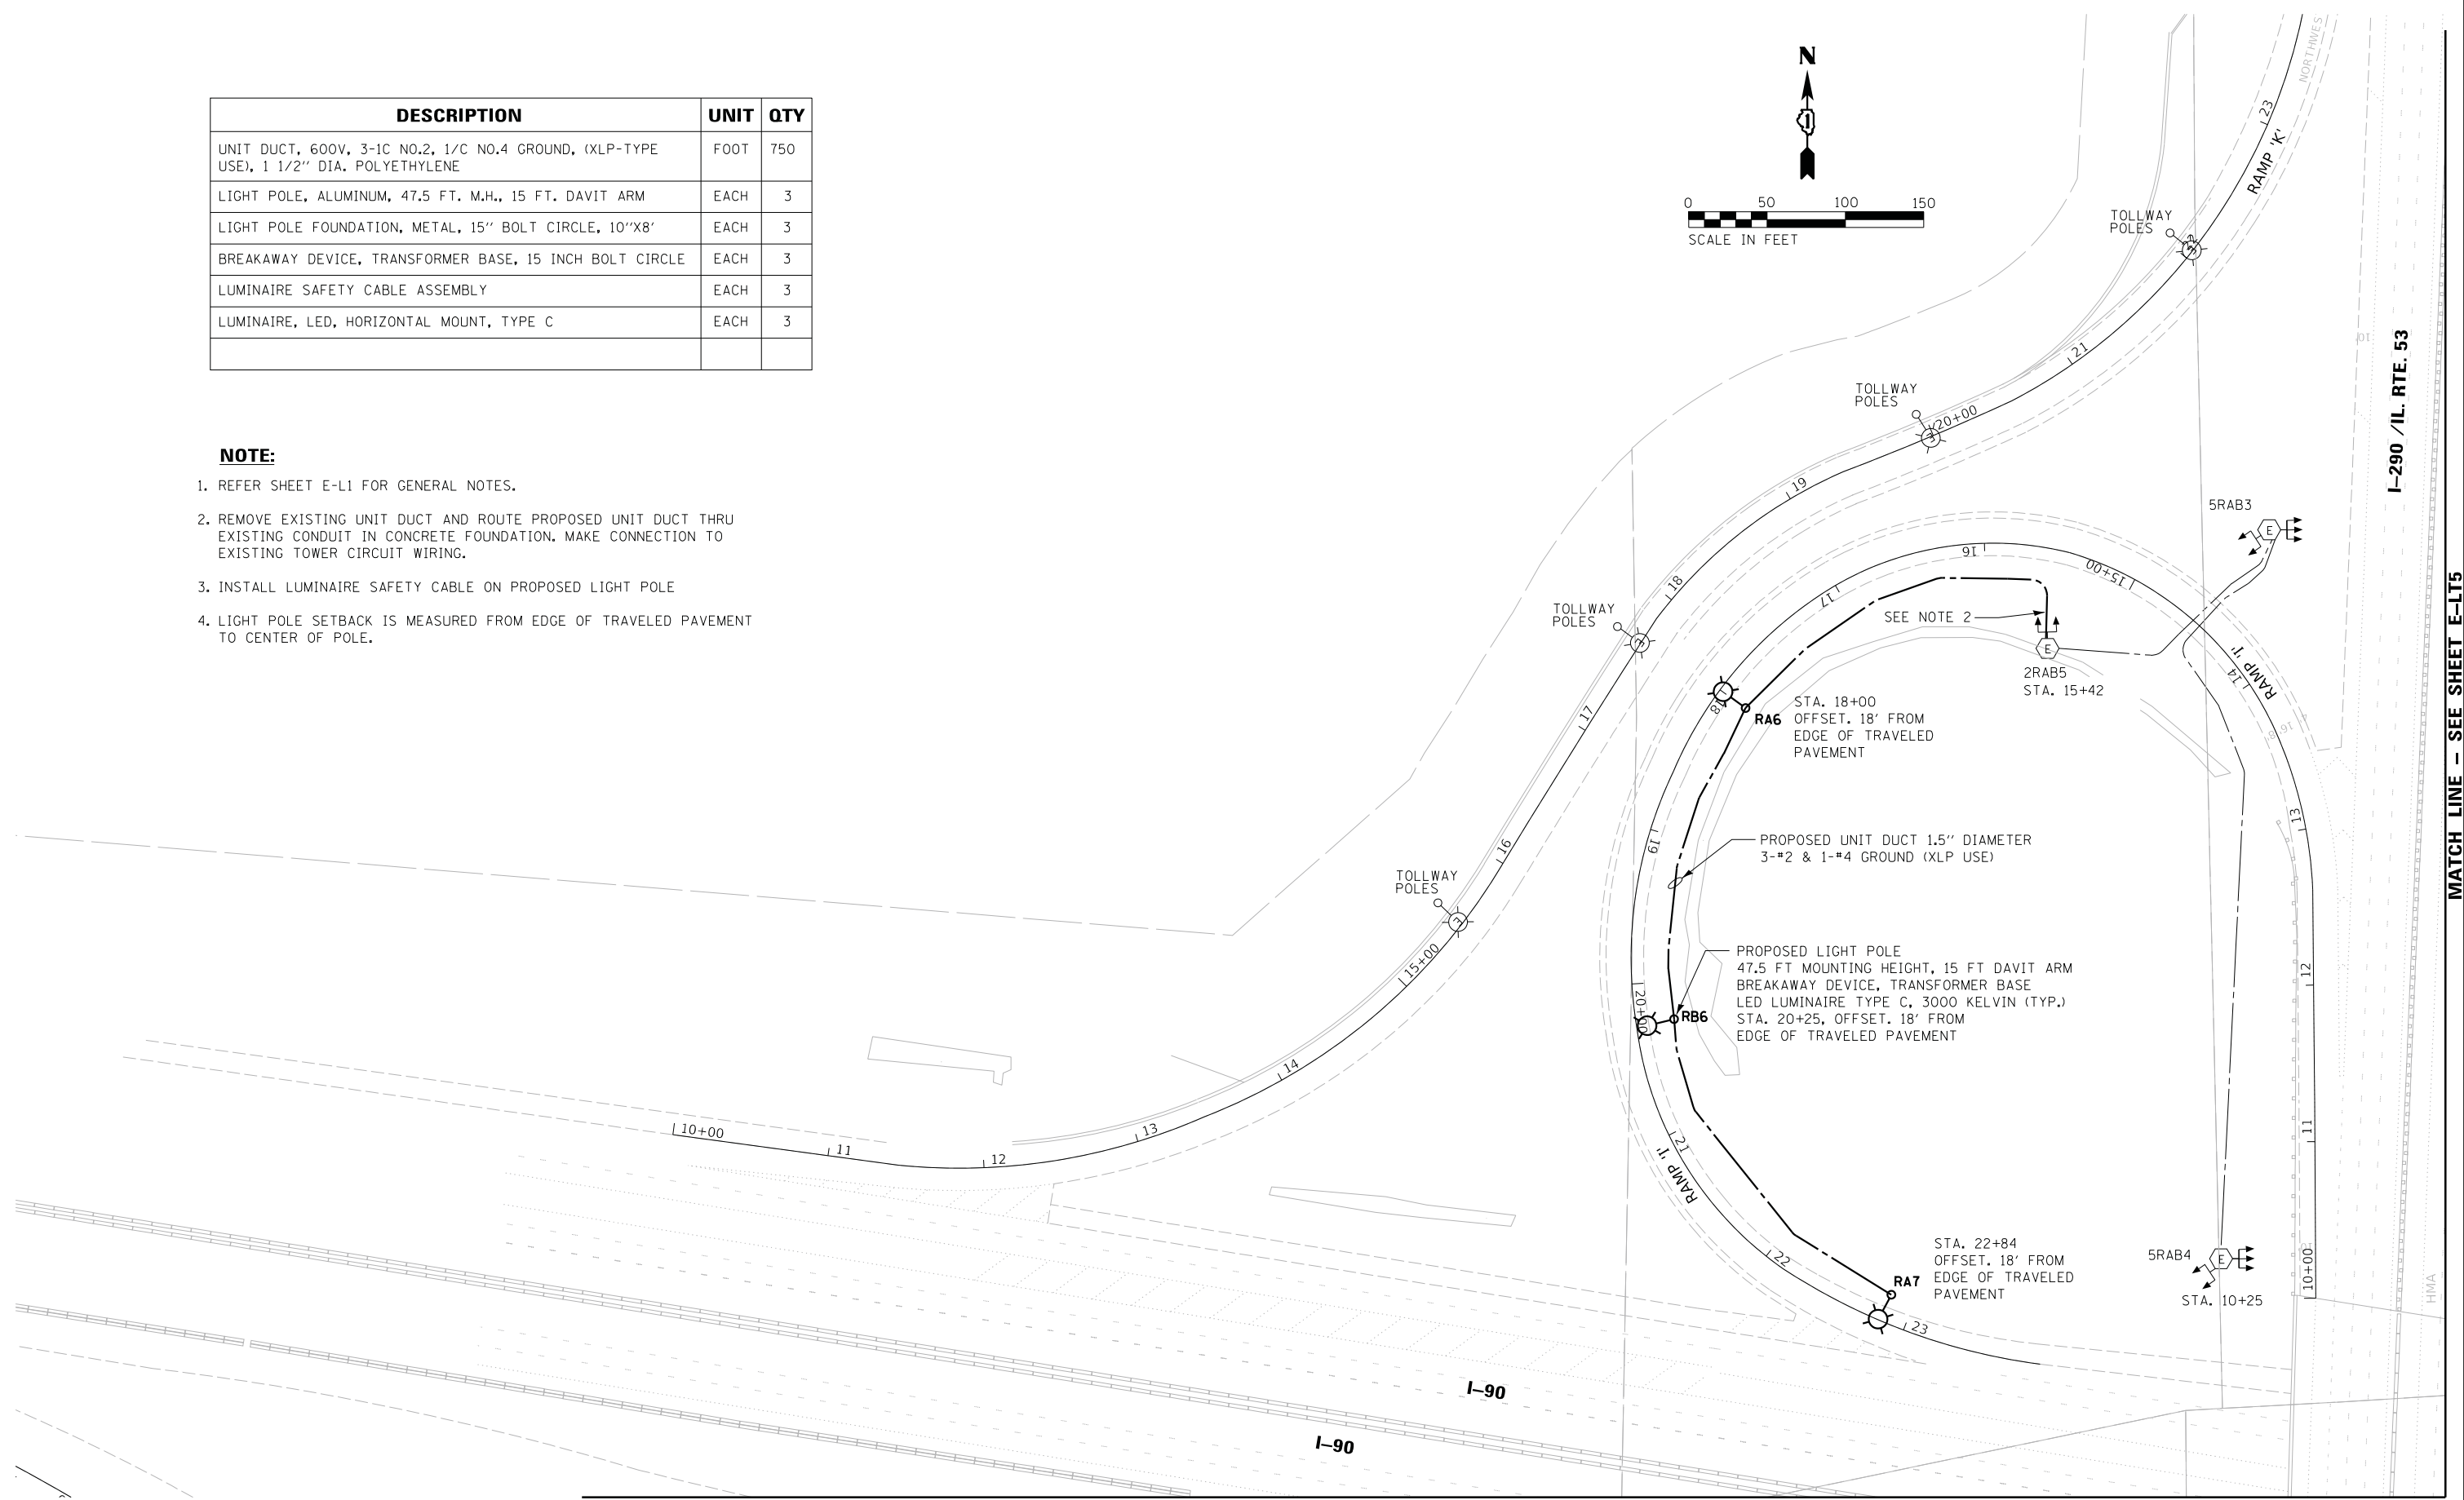 DESCRIPTION UNIT QTY
UNIT DUCT, 600V, 3-1C NO.2, 1/C NO.4 GROUND, (XLP-TYPE FOOT 750
USE), 1 1/2" DIA. POLYETHYLENE
LIGHT POLE, ALUMINUM, 47.5 FT. M.H., 15 FT. DAVIT ARM EACH 3
LIGHT POLE FOUNDATION, METAL, 15" BOLT CIRCLE, 10"X8' EACH 3
BREAKAWAY DEVICE, TRANSFORMER BASE, 15 INCH BOLT CIRCLE EACH 3
LUMINAIRE SAFETY CABLE ASSEMBLY EACH 3
LUMINAIRE, LED, HORIZONTAL MOUNT, TYPE C EACH 3
NOTE:
1. REFER SHEET E-L1 FOR GENERAL NOTES.
2. REMOVE EXISTING UNIT DUCT AND ROUTE PROPOSED UNIT DUCT THRU
EXISTING CONDUIT IN CONCRETE FOUNDATION. MAKE CONNECTION TO
EXISTING TOWER CIRCUIT WIRING.
3. INSTALL LUMINAIRE SAFETY CABLE ON PROPOSED LIGHT POLE
4. LIGHT POLE SETBACK IS MEASURED FROM EDGE OF TRAVELED PAVEMENT
TO CENTER OF POLE.
N
1
0 50 100 150
SCALE IN FEET
NORTHWES
23
RAMP 'K'
TOLLWAY
POLES
22
21
TOLLWAY
POLES
20+00
19
18
TOLLWAY
POLES
17
16
TOLLWAY
POLES
15+00
14
13
12
11
10+00
I-290 /IL. RTE. 53
MATCH LINE - SEE SHEET E-LT5
5RAB3
E
16
15+00
17
SEE NOTE 2
E
2RAB5
STA. 15+42
RAMP 'J'
14
18
RA6
STA. 18+00
OFFSET. 18' FROM
EDGE OF TRAVELED
PAVEMENT
13
19
PROPOSED UNIT DUCT 1.5" DIAMETER
3-#2 & 1-#4 GROUND (XLP USE)
12
20+00
RB6
PROPOSED LIGHT POLE
47.5 FT MOUNTING HEIGHT, 15 FT DAVIT ARM
BREAKAWAY DEVICE, TRANSFORMER BASE
LED LUMINAIRE TYPE C, 3000 KELVIN (TYP.)
STA. 20+25, OFFSET. 18' FROM
EDGE OF TRAVELED PAVEMENT
11
21
RAMP 'J'
22
STA. 22+84
OFFSET. 18' FROM
EDGE OF TRAVELED
PAVEMENT
RA7
23
5RAB4
E
STA. 10+25
10+00
HMA
I-90
I-90